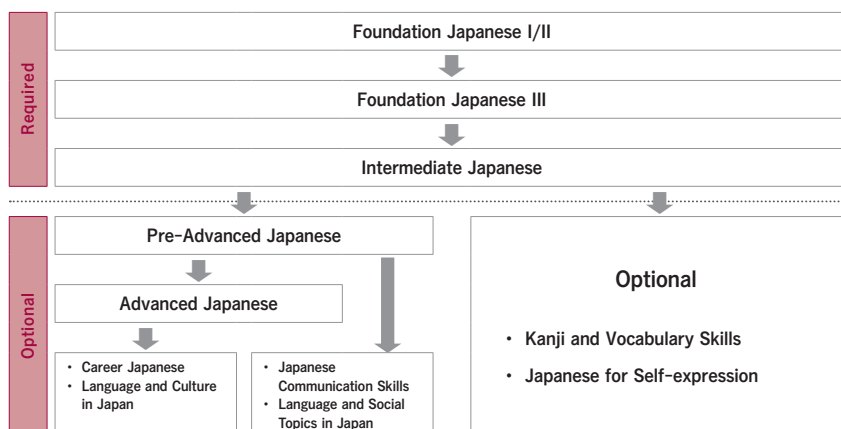 Required
Foundation Japanese I/II
Foundation Japanese III
Intermediate Japanese
Optional
Pre-Advanced Japanese
Advanced Japanese
• Career Japanese
• Language and Culture
in Japan
• Japanese
Communication Skills
• Language and Social
Topics in Japan
Optional
• Kanji and Vocabulary Skills
• Japanese for Self-expression